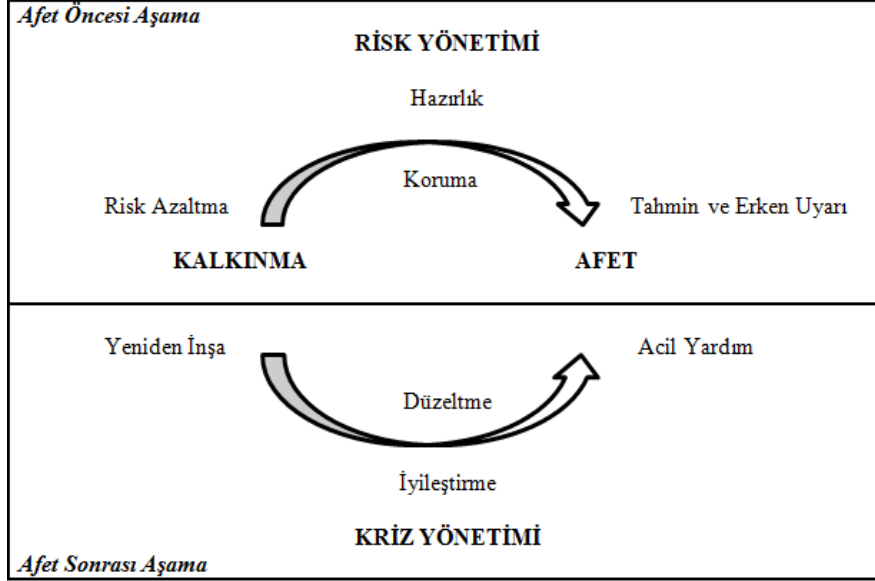 Afet Öncesi Aşama
RİSK YÖNETİMİ
Hazırlık
Koruma
Risk Azaltma
Tahmin ve Erken Uyarı
KALKINMA
AFET
Yeniden İnşa
Acil Yardım
Düzeltme
İyileştirme
KRİZ YÖNETİMİ
Afet Sonrası Aşama